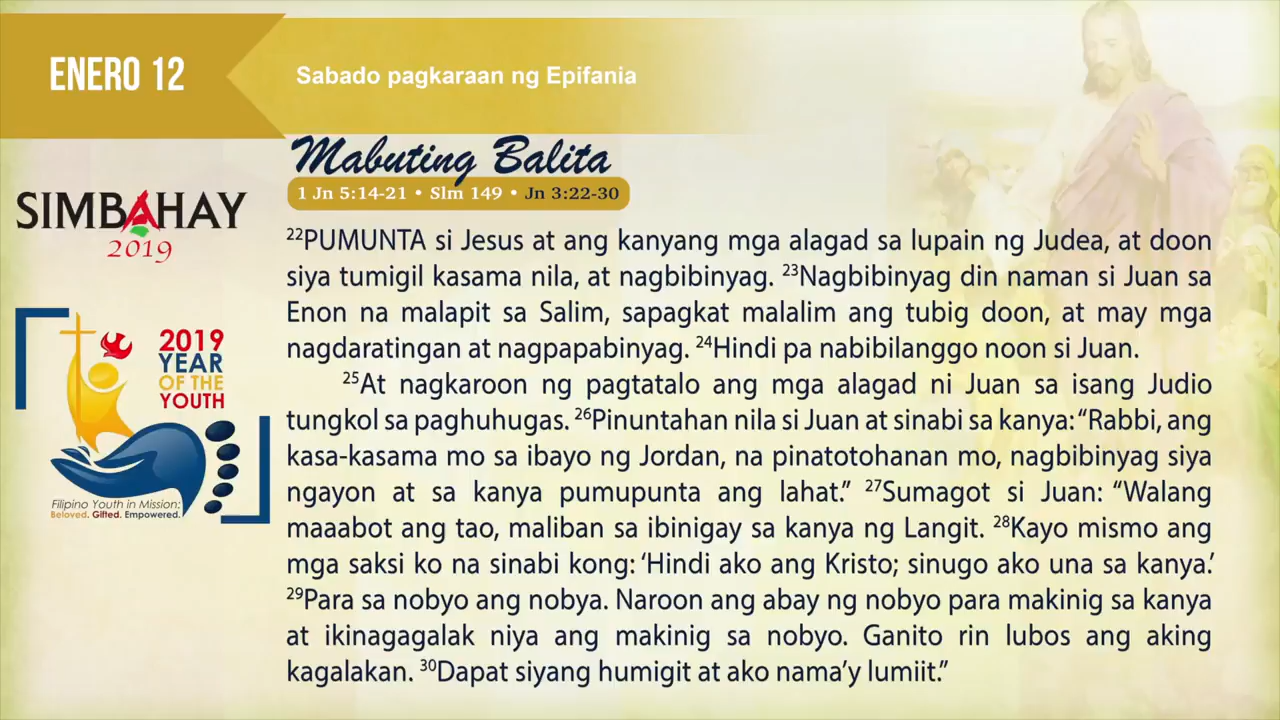 ENERO 12
Sabado pagkaraan ng Epifania
Mabuting Balita
1 Jn 5:14-21 • Slm 149 • Jn 3:22-30
SIMBAHAY
2019
2019
YEAR
OF THE
YOUTH
Filipino Youth in Mission:
Beloved. Gifted. Empowered.
²²PUMUNTA si Jesus at ang kanyang mga alagad sa lupain ng Judea, at doon
siya tumigil kasama nila, at nagbibinyag. ²³Nagbibinyag din naman si Juan sa
Enon na malapit sa Salim, sapagkat malalim ang tubig doon, at may mga
nagdaratingan at nagpapabinyag. ²⁴Hindi pa nabibilanggo noon si Juan.
²⁵At nagkaroon ng pagtatalo ang mga alagad ni Juan sa isang Judio
tungkol sa paghuhugas. ²⁶Pinuntahan nila si Juan at sinabi sa kanya: “Rabbi, ang
kasa-kasama mo sa ibayo ng Jordan, na pinatotohanan mo, nagbibinyag siya
ngayon at sa kanya pumupunta ang lahat.” ²⁷Sumagot si Juan: “Walang
maaabot ang tao, maliban sa ibinigay sa kanya ng Langit. ²⁸Kayo mismo ang
mga saksi ko na sinabi kong: ‘Hindi ako ang Kristo; sinugo ako una sa kanya.’
²⁹Para sa nobyo ang nobya. Naroon ang abay ng nobyo para makinig sa kanya
at ikinagagalak niya ang makinig sa nobyo. Ganito rin lubos ang aking
kagalakan. ³⁰Dapat siyang humigit at ako nama’y lumiit.”